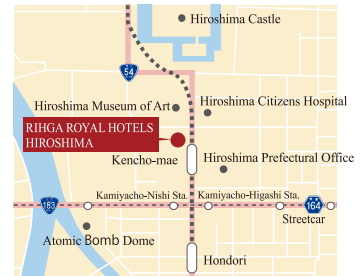 Hiroshima Castle
54
Hiroshima Museum of Art
Hiroshima Citizens Hospital
RIHGA ROYAL HOTELS
HIROSHIMA
Kencho-mae
Hiroshima Prefectural Office
Kamiyacho-Nishi Sta.
Kamiyacho-Higashi Sta.
183
164
Streetcar
Atomic Bomb Dome
Hondori